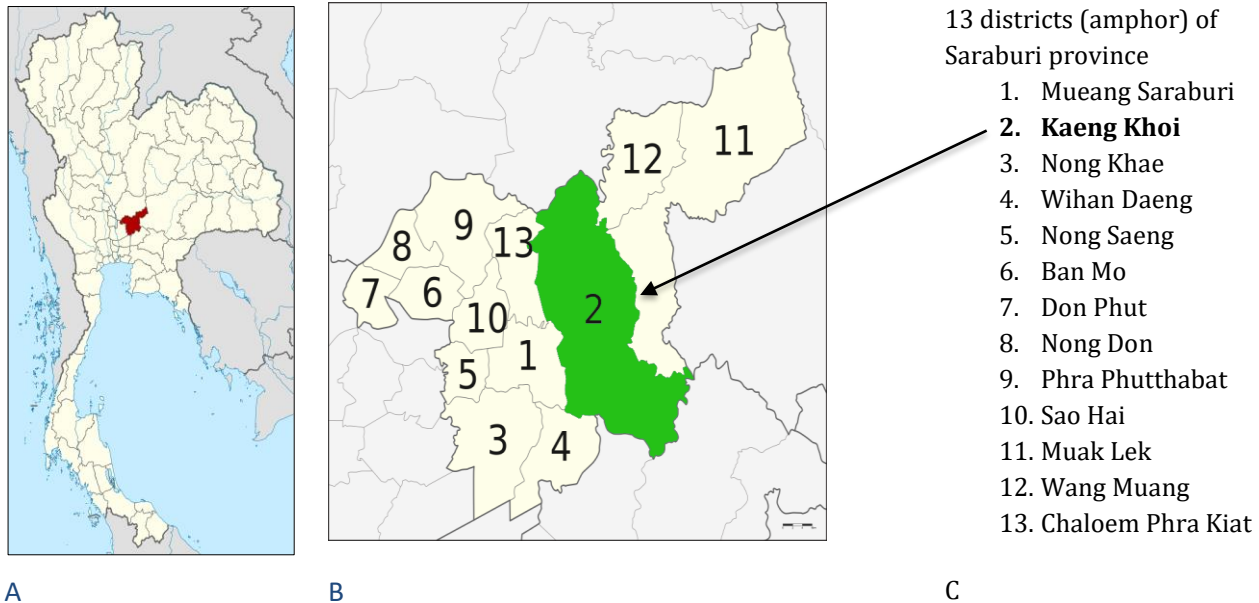 13 districts (amphor) of
Saraburi province
1. Mueang Saraburi
2. Kaeng Khoi
3. Nong Khae
4. Wihan Daeng
5. Nong Saeng
6. Ban Mo
7. Don Phut
8. Nong Don
9. Phra Phutthabat
10. Sao Hai
11. Muak Lek
12. Wang Muang
13. Chaloem Phra Kiat
11
12
9
13
8
7
6
10
2
1
5
3
4
A
B
C